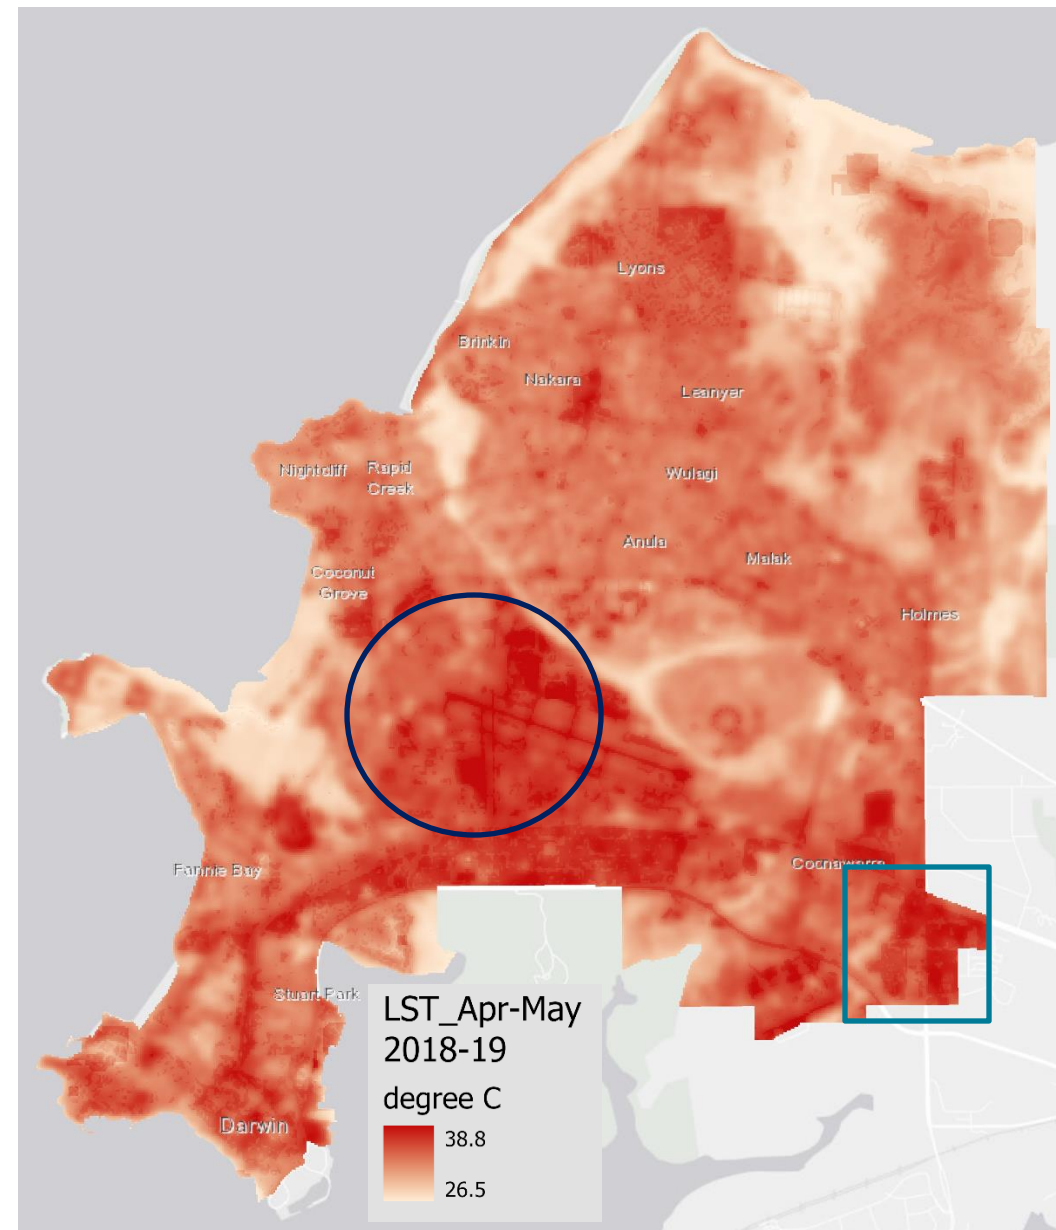 Lyons
Brinkin
Nakara
Leanyer
Nightcliff
Rapid
Creek
Wulagi
Anula
Malak
Coconut
Grove
Holmes
Coonawarra
Fannie Bay
Stuart Park
LST_Apr-May
2018-19
degree C
38.8
26.5
Darwin